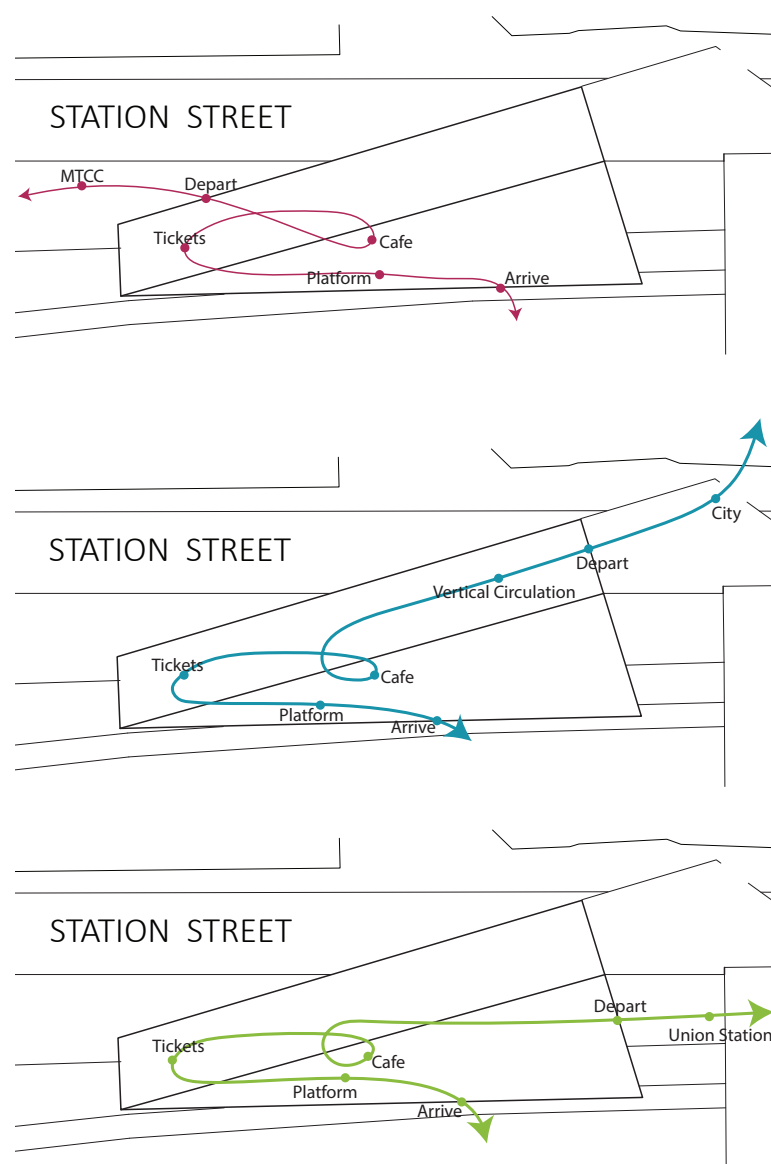 STATION STREET
MTCC
Depart
Tickets
Cafe
Platform
Arrive
City
STATION STREET
Depart
Vertical Circulation
Tickets
Cafe
Platform
Arrive
STATION STREET
Depart
Union Station
Tickets
Cafe
Platform
Arrive